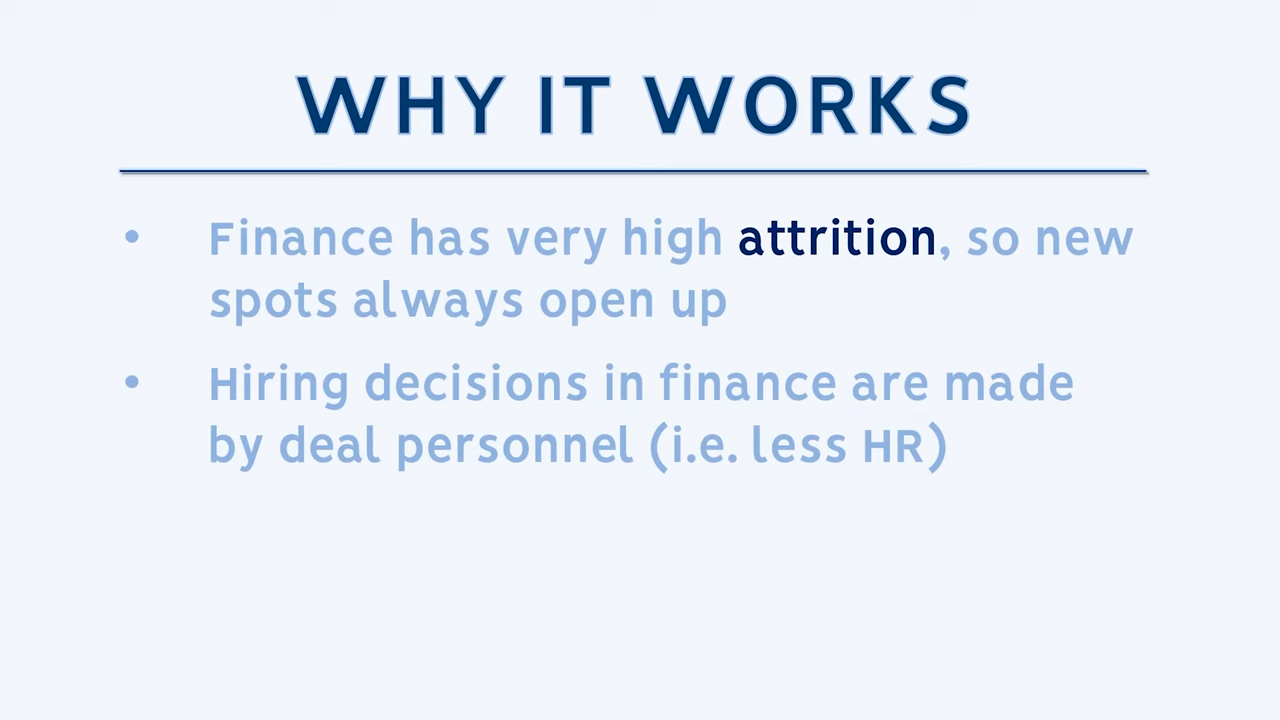 WHY IT WORKS
• Finance has very high attrition, so new
spots always open up
• Hiring decisions in finance are made
by deal personnel (i.e. less HR)